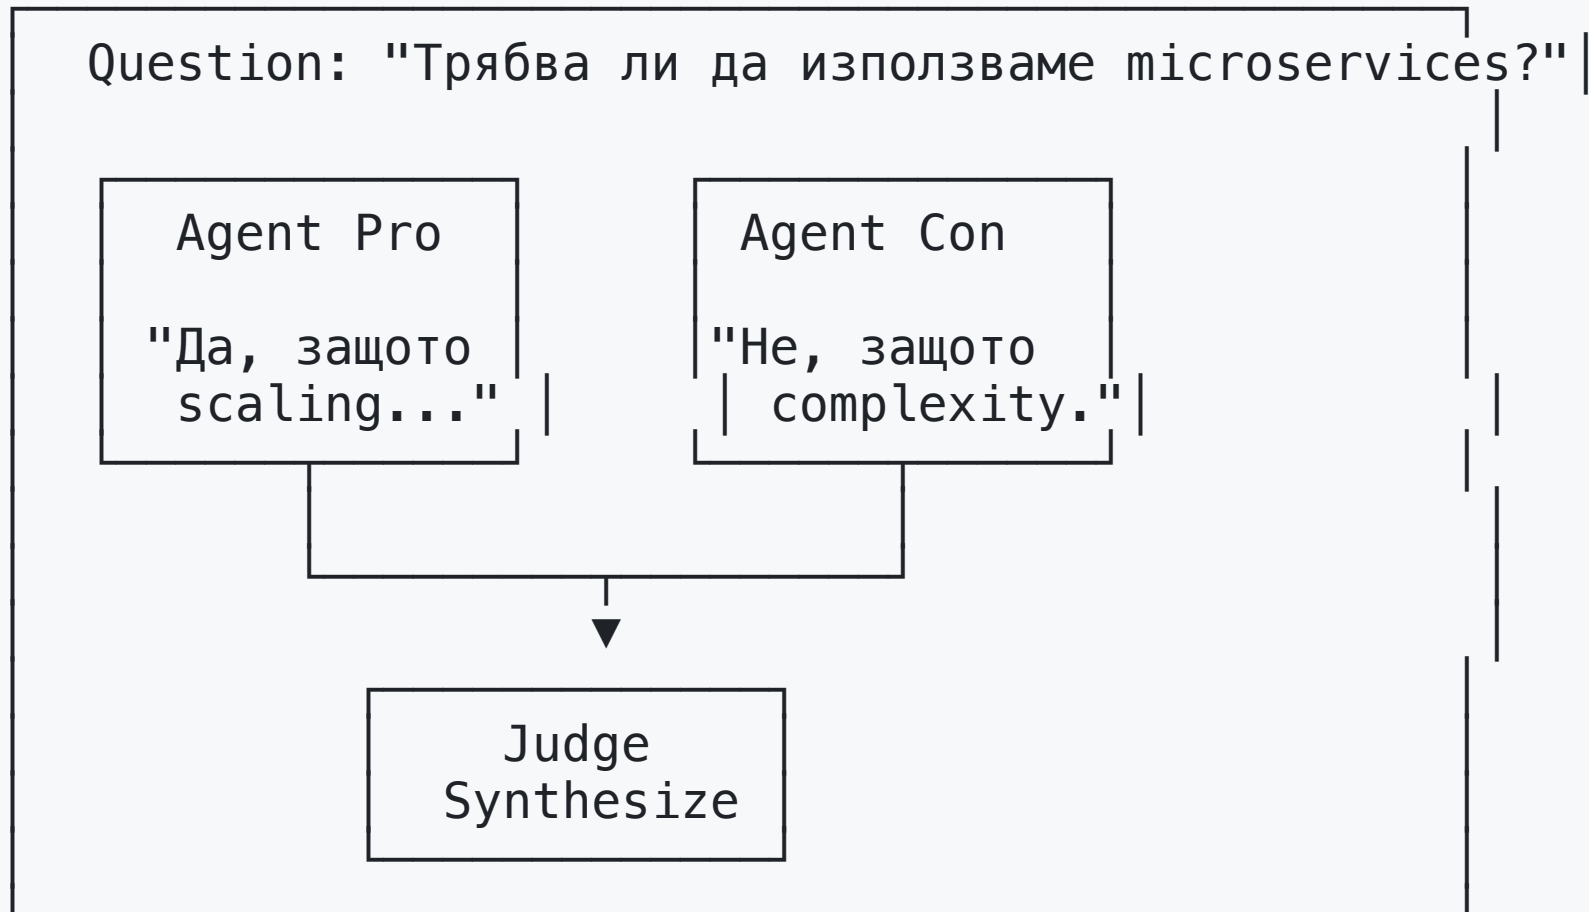 Question: "Трябва ли да използваме microservices?"
Agent Pro
"Да, защото
scaling..."
Agent Con
"Не, защото
complexity."
Judge
Synthesize